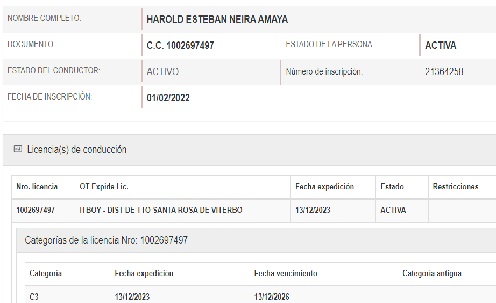 NOMBRE COMPLETO: HAROLD ESTEBAN NEIRA AMAYA
DOCUMENTO: C.C. 1002697497 ESTADO DE LA PERSONA: ACTIVA
ESTADO DEL CONDUCTOR: ACTIVO Número de inscripción:
FECHA DE INSCRIPCIÓN: 01/02/2022
Licencia(s) de conducción
Nro. licencia OT Expide Lic. Fecha expedición Estado Restricciones
1002697497 ITBOY - DIST DE TTO SANTA ROSA DE VITERBO 13/12/2023 ACTIVA
Categorías de la licencia Nro: 1002697497
Categoría Fecha expedición Fecha vencimiento Categoría antigua
C3 13/12/2023 13/12/2026